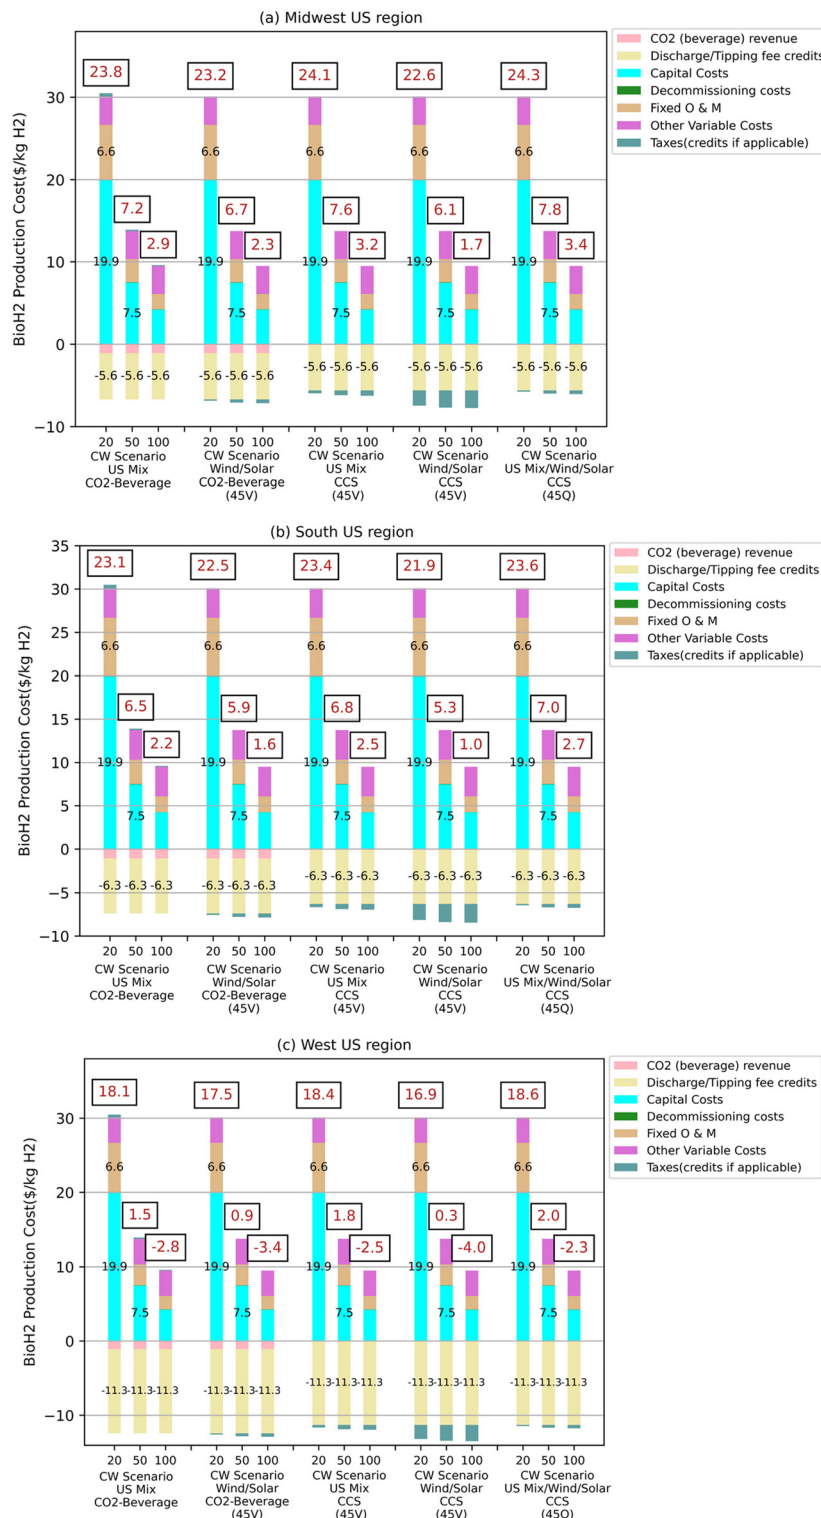 (a) Midwest US region
BioH2 Production Cost($/kg H2)
30
20
10
0
−10
23.8
7.2
2.9
23.2
6.7
2.3
24.1
7.6
3.2
22.6
6.1
1.7
24.3
7.8
3.4
6.6
6.6
6.6
6.6
6.6
19.9
19.9
19.9
19.9
19.9
7.5
7.5
7.5
7.5
7.5
-5.6 -5.6 -5.6
-5.6 -5.6 -5.6
-5.6 -5.6 -5.6
-5.6 -5.6 -5.6
-5.6 -5.6 -5.6
20 50 100
CW Scenario
US Mix
CO2-Beverage
20 50 100
CW Scenario
Wind/Solar
CO2-Beverage
(45V)
20 50 100
CW Scenario
US Mix
CCS
(45V)
20 50 100
CW Scenario
Wind/Solar
CCS
(45V)
20 50 100
CW Scenario
US Mix/Wind/Solar
CCS
(45Q)
CO2 (beverage) revenue
Discharge/Tipping fee credits
Capital Costs
Decommissioning costs
Fixed O & M
Other Variable Costs
Taxes(credits if applicable)
(b) South US region
BioH2 Production Cost($/kg H2)
35
30
25
20
15
10
5
0
−5
−10
23.1
6.5
2.2
22.5
5.9
1.6
23.4
6.8
2.5
21.9
5.3
1.0
23.6
7.0
2.7
6.6
6.6
6.6
6.6
6.6
19.9
19.9
19.9
19.9
19.9
7.5
7.5
7.5
7.5
7.5
-6.3 -6.3 -6.3
-6.3 -6.3 -6.3
-6.3 -6.3 -6.3
-6.3 -6.3 -6.3
-6.3 -6.3 -6.3
20 50 100
CW Scenario
US Mix
CO2-Beverage
20 50 100
CW Scenario
Wind/Solar
CO2-Beverage
(45V)
20 50 100
CW Scenario
US Mix
CCS
(45V)
20 50 100
CW Scenario
Wind/Solar
CCS
(45V)
20 50 100
CW Scenario
US Mix/Wind/Solar
CCS
(45Q)
CO2 (beverage) revenue
Discharge/Tipping fee credits
Capital Costs
Decommissioning costs
Fixed O & M
Other Variable Costs
Taxes(credits if applicable)
(c) West US region
BioH2 Production Cost($/kg H2)
30
20
10
0
−10
18.1
1.5
-2.8
17.5
0.9
-3.4
18.4
1.8
-2.5
16.9
0.3
-4.0
18.6
2.0
-2.3
6.6
6.6
6.6
6.6
6.6
19.9
19.9
19.9
19.9
19.9
7.5
7.5
7.5
7.5
7.5
-11.3 -11.3 -11.3
-11.3 -11.3 -11.3
-11.3 -11.3 -11.3
-11.3 -11.3 -11.3
-11.3 -11.3 -11.3
20 50 100
CW Scenario
US Mix
CO2-Beverage
20 50 100
CW Scenario
Wind/Solar
CO2-Beverage
(45V)
20 50 100
CW Scenario
US Mix
CCS
(45V)
20 50 100
CW Scenario
Wind/Solar
CCS
(45V)
20 50 100
CW Scenario
US Mix/Wind/Solar
CCS
(45Q)
CO2 (beverage) revenue
Discharge/Tipping fee credits
Capital Costs
Decommissioning costs
Fixed O & M
Other Variable Costs
Taxes(credits if applicable)